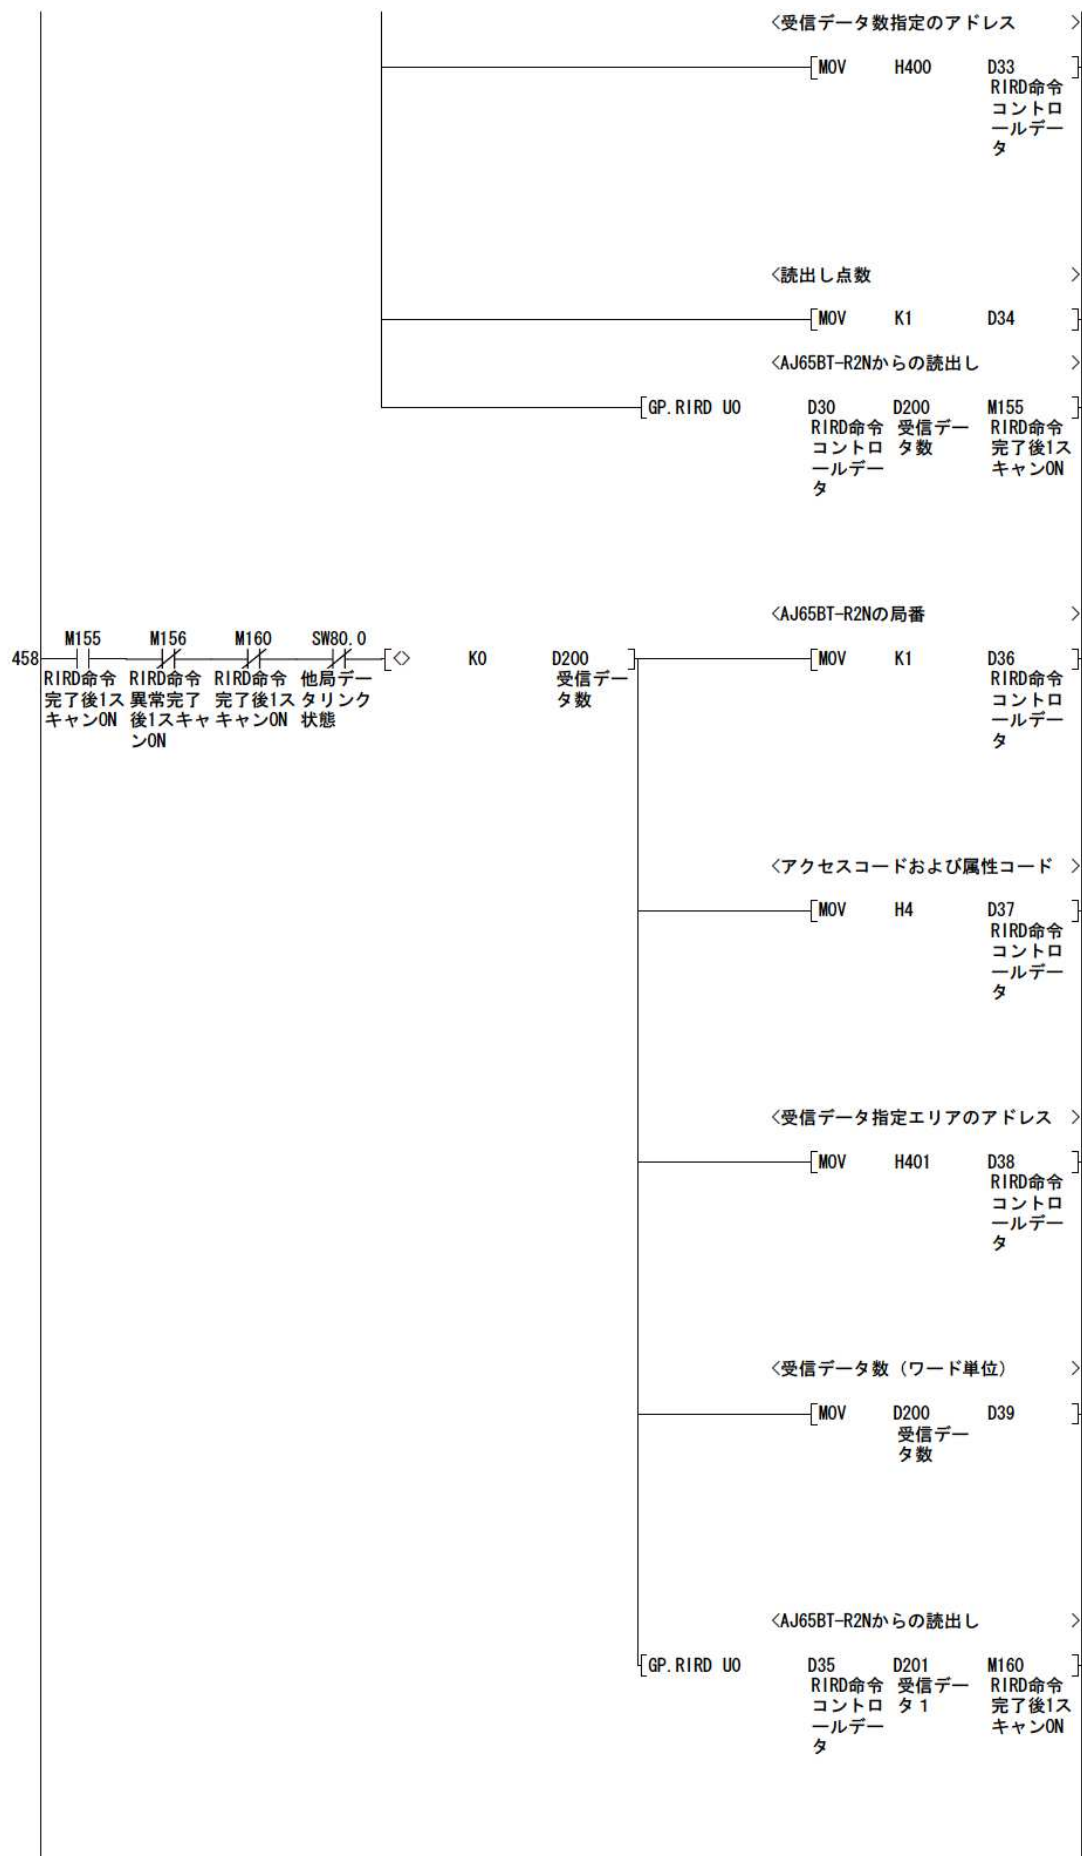 <受信データ数指定のアドレス >
[MOV H400 D33 ]
RIRD命令
コントロ
ールデー
タ
<読出し点数 >
[MOV K1 D34 ]
<AJ65BT-R2Nからの読出し >
[GP.RIRD U0 D30 D200 M155 ]
RIRD命令 受信デー RIRD命令
コントロ タ数 完了後1ス
ールデー キャンON
タ
<AJ65BT-R2Nの局番 >
M155 M156 M160 SW80.0
458 [<> K0 D200 ] [MOV K1 D36 ]
RIRD命令 RIRD命令 RIRD命令 他局デー 受信デー RIRD命令
完了後1ス 異常完了 完了後1ス タリンク タ数 コントロ
キャンON 後1スキャ キャンON 状態 ールデー
ンON タ
<アクセスコードおよび属性コード >
[MOV H4 D37 ]
RIRD命令
コントロ
ールデー
タ
<受信データ指定エリアのアドレス >
[MOV H401 D38 ]
RIRD命令
コントロ
ールデー
タ
<受信データ数（ワード単位） >
[MOV D200 D39 ]
受信デー
タ数
<AJ65BT-R2Nからの読出し >
[GP.RIRD U0 D35 D201 M160 ]
RIRD命令 受信デー RIRD命令
コントロ タ１ 完了後1ス
ールデー キャンON
タ